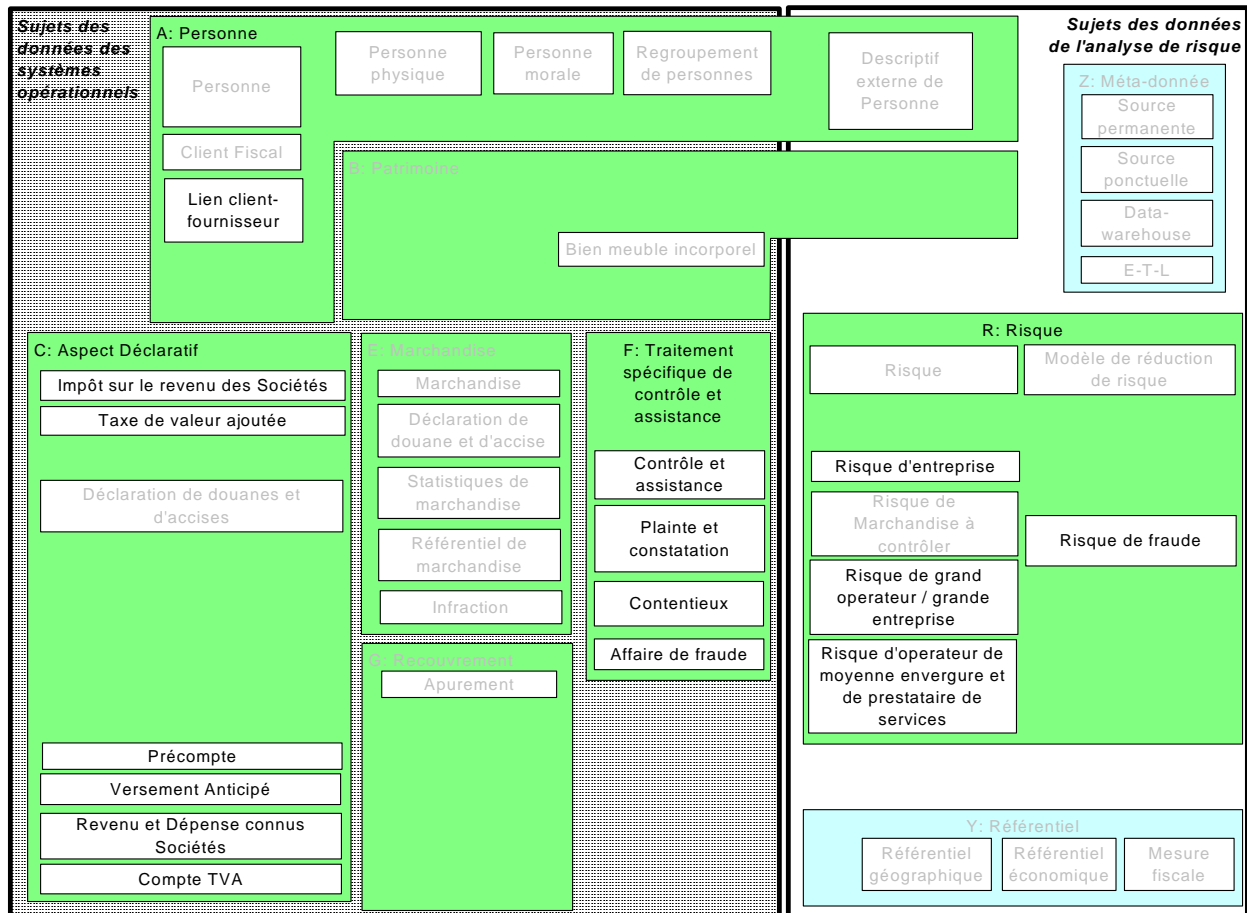 Sujets des
données des
systèmes
opérationnels
A: Personne
Personne
Personne
physique
Personne
morale
Regroupement
de personnes
Descriptif
externe de
Personne
Client Fiscal
Lien client-
fournisseur
B: Patrimoine
Bien meuble incorporel
Sujets des données
de l'analyse de risque
Z: Méta-donnée
Source
permanente
Source
ponctuelle
Data-
warehouse
E-T-L
C: Aspect Déclaratif
Impôt sur le revenu des Sociétés
Taxe de valeur ajoutée
Déclaration de douanes et
d'accises
Précompte
Versement Anticipé
Revenu et Dépense connus
Sociétés
Compte TVA
E: Marchandise
Marchandise
Déclaration de
douane et d'accise
Statistiques de
marchandise
Référentiel de
marchandise
Infraction
G: Recouvrement
Apurement
F: Traitement
spécifique de
contrôle et
assistance
Contrôle et
assistance
Plainte et
constatation
Contentieux
Affaire de fraude
R: Risque
Risque
Modèle de réduction
de risque
Risque d'entreprise
Risque de
Marchandise à
contrôler
Risque de fraude
Risque de grand
operateur / grande
entreprise
Risque d'operateur de
moyenne envergure et
de prestataire de
services
Y: Référentiel
Référentiel
géographique
Référentiel
économique
Mesure
fiscale